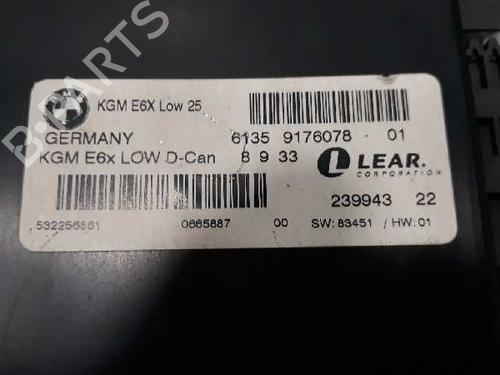 B-PARTS
KGM E6X Low 25
GERMANY 6135 9176078 - 01
KGM E6x LOW D-Can 8 9 33 LEAR.
CORPORATION
239943 22
532256861 0665887 00 SW:83451 / HW:01